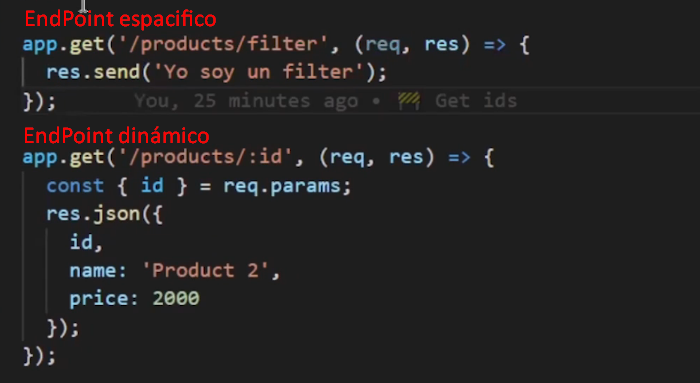 EndPoint espacifico
app.get('/products/filter', (req, res) => {
  res.send('Yo soy un filter');
});    You, 25 minutes ago • 🚧 Get ids
EndPoint dinámico
app.get('/products/:id', (req, res) => {
  const { id } = req.params;
  res.json({
    id,
    name: 'Product 2',
    price: 2000
  });
});